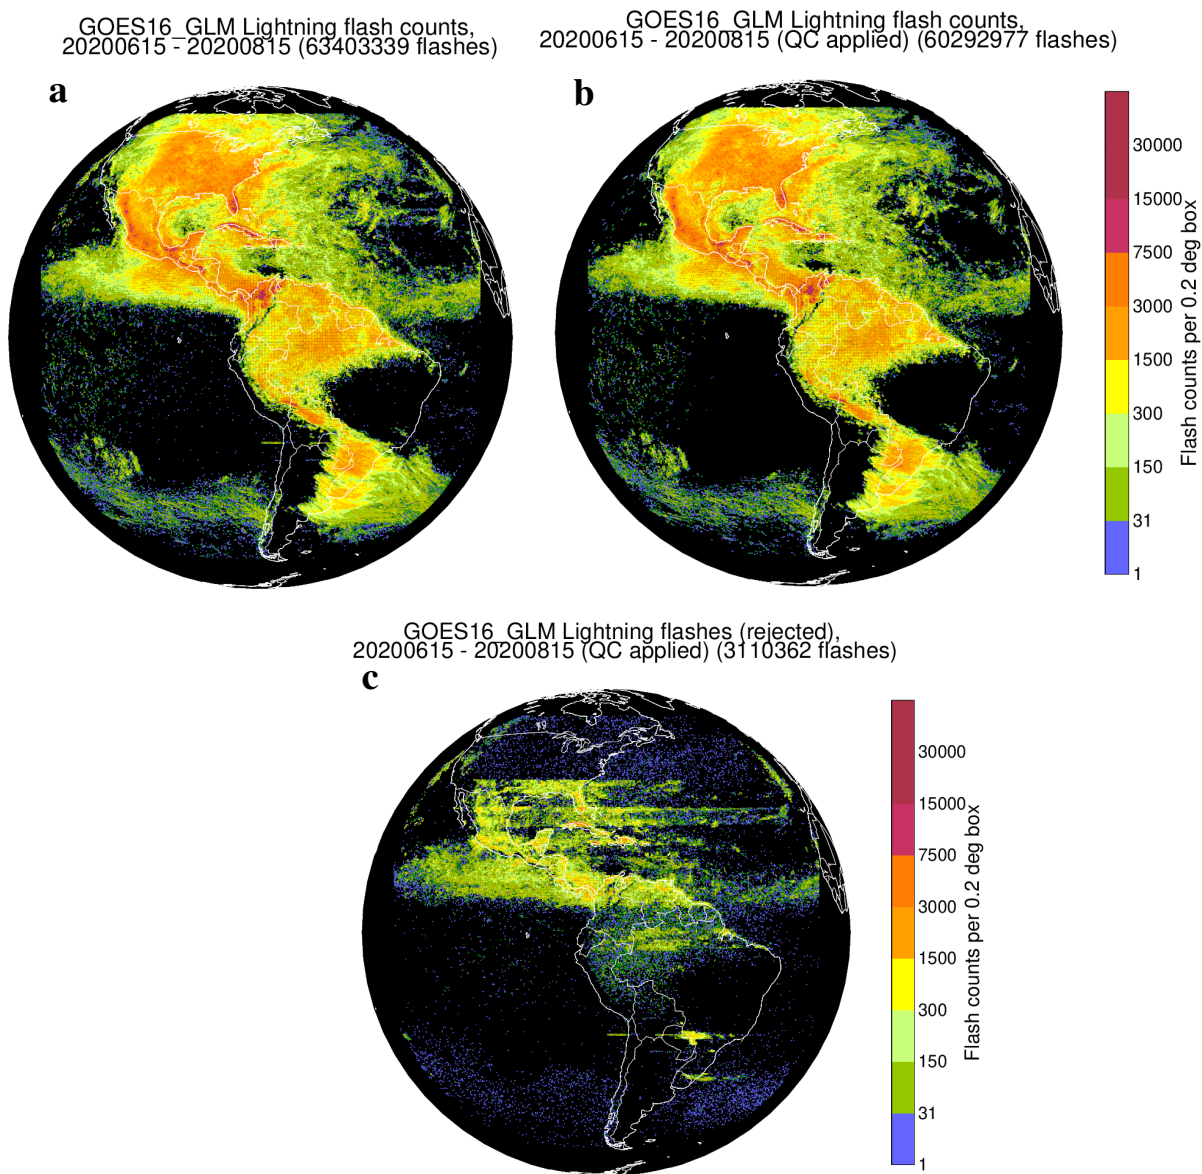 GOES16_GLM Lightning flash counts,
20200615 - 20200815 (63403339 flashes)
GOES16_GLM Lightning flash counts,
20200615 - 20200815 (QC applied) (60292977 flashes)
a
b
30000
15000
7500
3000
1500
300
150
31
1
Flash counts per 0.2 deg box
GOES16_GLM Lightning flashes (rejected),
20200615 - 20200815 (QC applied) (3110362 flashes)
c
30000
15000
7500
3000
1500
300
150
31
1
Flash counts per 0.2 deg box